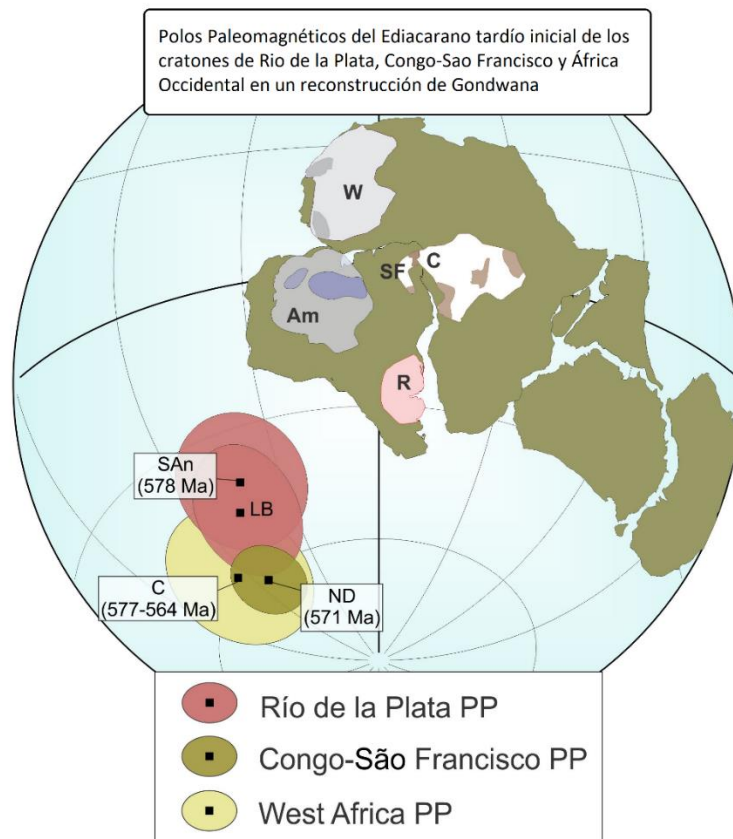 Polos Paleomagnéticos del Ediacarano tardío inicial de los
cratones de Rio de la Plata, Congo-Sao Francisco y África
Occidental en un reconstrucción de Gondwana
W
C
SF
Am
R
SAn
(578 Ma)
LB
C
(577-564 Ma)
ND
(571 Ma)
Río de la Plata PP
Congo-São Francisco PP
West Africa PP